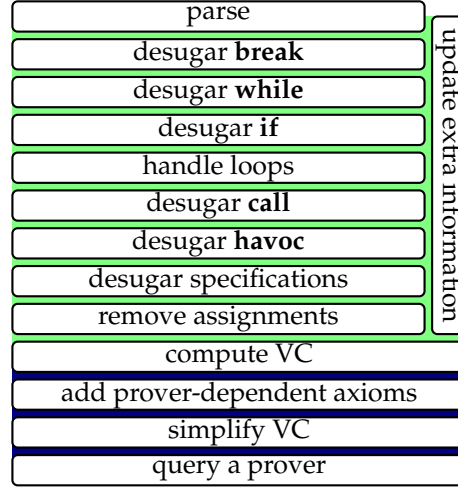 parse
desugar break
desugar while
desugar if
handle loops
desugar call
desugar havoc
desugar specifications
remove assignments
update extra information
compute VC
add prover-dependent axioms
simplify VC
query a prover